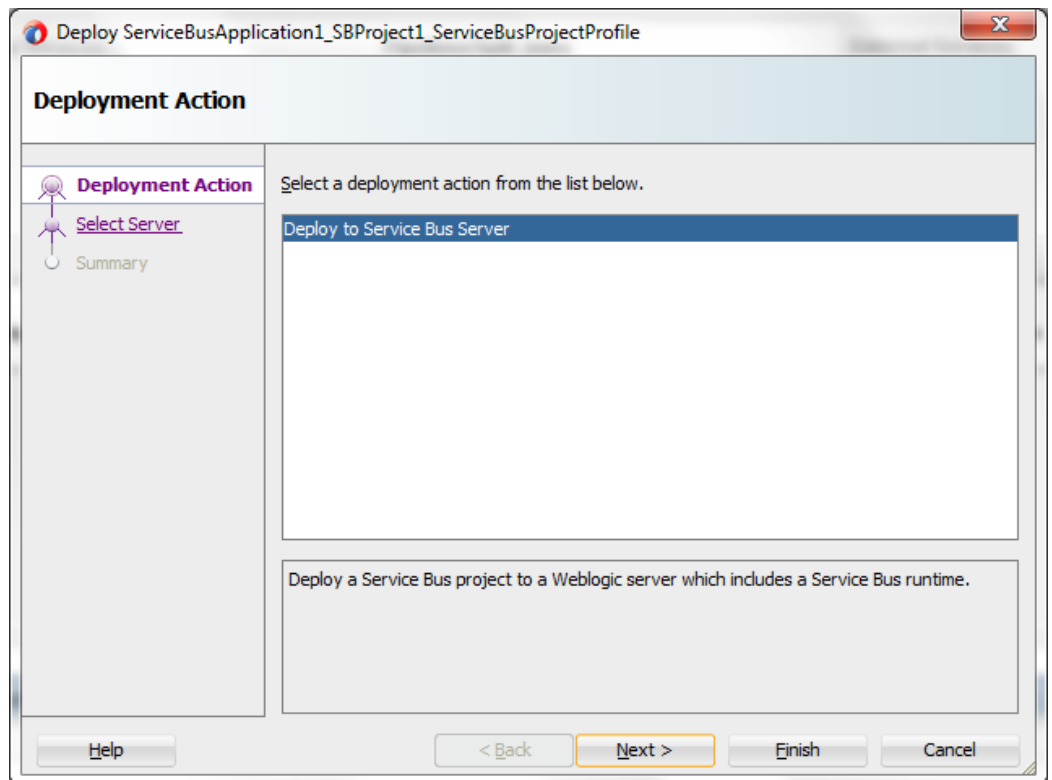 Deploy ServiceBusApplication1_SBProject1_ServiceBusProjectProfile
Deployment Action
Deployment Action
Select a deployment action from the list below.
Select Server
Deploy to Service Bus Server
Summary
Deploy a Service Bus project to a Weblogic server which includes a Service Bus runtime.
Help
< Back
Next >
Finish
Cancel